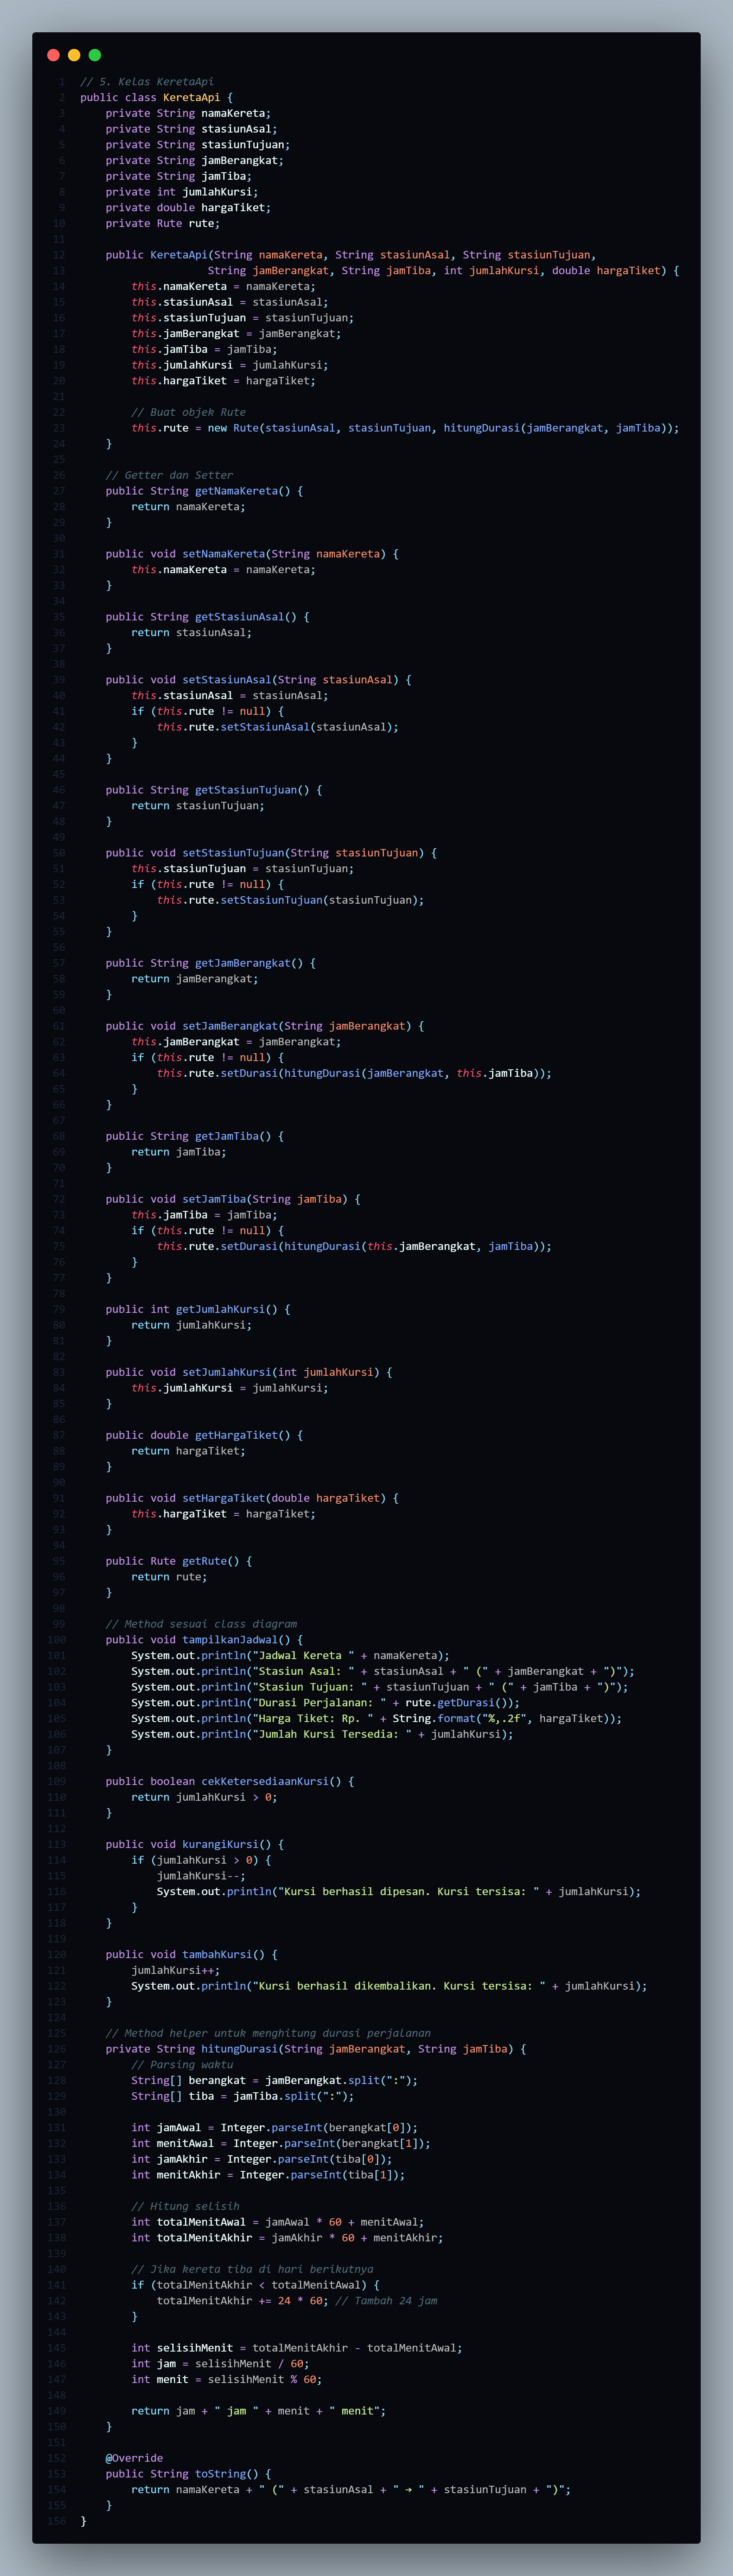 1 // 5. Kelas KeretaApi
2 public class KeretaApi {
3     private String namaKereta;
4     private String stasiunAsal;
5     private String stasiunTujuan;
6     private String jamBerangkat;
7     private String jamTiba;
8     private int jumlahKursi;
9     private double hargaTiket;
10     private Rute rute;
11
12     public KeretaApi(String namaKereta, String stasiunAsal, String stasiunTujuan,
13                     String jamBerangkat, String jamTiba, int jumlahKursi, double hargaTiket) {
14         this.namaKereta = namaKereta;
15         this.stasiunAsal = stasiunAsal;
16         this.stasiunTujuan = stasiunTujuan;
17         this.jamBerangkat = jamBerangkat;
18         this.jamTiba = jamTiba;
19         this.jumlahKursi = jumlahKursi;
20         this.hargaTiket = hargaTiket;
21
22         // Buat objek Rute
23         this.rute = new Rute(stasiunAsal, stasiunTujuan, hitungDurasi(jamBerangkat, jamTiba));
24     }
25
26     // Getter dan Setter
27     public String getNamaKereta() {
28         return namaKereta;
29     }
30
31     public void setNamaKereta(String namaKereta) {
32         this.namaKereta = namaKereta;
33     }
34
35     public String getStasiunAsal() {
36         return stasiunAsal;
37     }
38
39     public void setStasiunAsal(String stasiunAsal) {
40         this.stasiunAsal = stasiunAsal;
41         if (this.rute != null) {
42             this.rute.setStasiunAsal(stasiunAsal);
43         }
44     }
45
46     public String getStasiunTujuan() {
47         return stasiunTujuan;
48     }
49
50     public void setStasiunTujuan(String stasiunTujuan) {
51         this.stasiunTujuan = stasiunTujuan;
52         if (this.rute != null) {
53             this.rute.setStasiunTujuan(stasiunTujuan);
54         }
55     }
56
57     public String getJamBerangkat() {
58         return jamBerangkat;
59     }
60
61     public void setJamBerangkat(String jamBerangkat) {
62         this.jamBerangkat = jamBerangkat;
63         if (this.rute != null) {
64             this.rute.setDurasi(hitungDurasi(jamBerangkat, this.jamTiba));
65         }
66     }
67
68     public String getJamTiba() {
69         return jamTiba;
70     }
71
72     public void setJamTiba(String jamTiba) {
73         this.jamTiba = jamTiba;
74         if (this.rute != null) {
75             this.rute.setDurasi(hitungDurasi(this.jamBerangkat, jamTiba));
76         }
77     }
78
79     public int getJumlahKursi() {
80         return jumlahKursi;
81     }
82
83     public void setJumlahKursi(int jumlahKursi) {
84         this.jumlahKursi = jumlahKursi;
85     }
86
87     public double getHargaTiket() {
88         return hargaTiket;
89     }
90
91     public void setHargaTiket(double hargaTiket) {
92         this.hargaTiket = hargaTiket;
93     }
94
95     public Rute getRute() {
96         return rute;
97     }
98
99     // Method sesuai class diagram
100     public void tampilkanJadwal() {
101         System.out.println("Jadwal Kereta " + namaKereta);
102         System.out.println("Stasiun Asal: " + stasiunAsal + " (" + jamBerangkat + ")");
103         System.out.println("Stasiun Tujuan: " + stasiunTujuan + " (" + jamTiba + ")");
104         System.out.println("Durasi Perjalanan: " + rute.getDurasi());
105         System.out.println("Harga Tiket: Rp. " + String.format("%,.2f", hargaTiket));
106         System.out.println("Jumlah Kursi Tersedia: " + jumlahKursi);
107     }
108
109     public boolean cekKetersediaanKursi() {
110         return jumlahKursi > 0;
111     }
112
113     public void kurangiKursi() {
114         if (jumlahKursi > 0) {
115             jumlahKursi--;
116             System.out.println("Kursi berhasil dipesan. Kursi tersisa: " + jumlahKursi);
117         }
118     }
119
120     public void tambahKursi() {
121         jumlahKursi++;
122         System.out.println("Kursi berhasil dikembalikan. Kursi tersisa: " + jumlahKursi);
123     }
124
125     // Method helper untuk menghitung durasi perjalanan
126     private String hitungDurasi(String jamBerangkat, String jamTiba) {
127         // Parsing waktu
128         String[] berangkat = jamBerangkat.split(":");
129         String[] tiba = jamTiba.split(":");
130
131         int jamAwal = Integer.parseInt(berangkat[0]);
132         int menitAwal = Integer.parseInt(berangkat[1]);
133         int jamAkhir = Integer.parseInt(tiba[0]);
134         int menitAkhir = Integer.parseInt(tiba[1]);
135
136         // Hitung selisih
137         int totalMenitAwal = jamAwal * 60 + menitAwal;
138         int totalMenitAkhir = jamAkhir * 60 + menitAkhir;
139
140         // Jika kereta tiba di hari berikutnya
141         if (totalMenitAkhir < totalMenitAwal) {
142             totalMenitAkhir += 24 * 60; // Tambah 24 jam
143         }
144
145         int selisihMenit = totalMenitAkhir - totalMenitAwal;
146         int jam = selisihMenit / 60;
147         int menit = selisihMenit % 60;
148
149         return jam + " jam " + menit + " menit";
150     }
151
152     @Override
153     public String toString() {
154         return namaKereta + " (" + stasiunAsal + " → " + stasiunTujuan + ")";
155     }
156 }